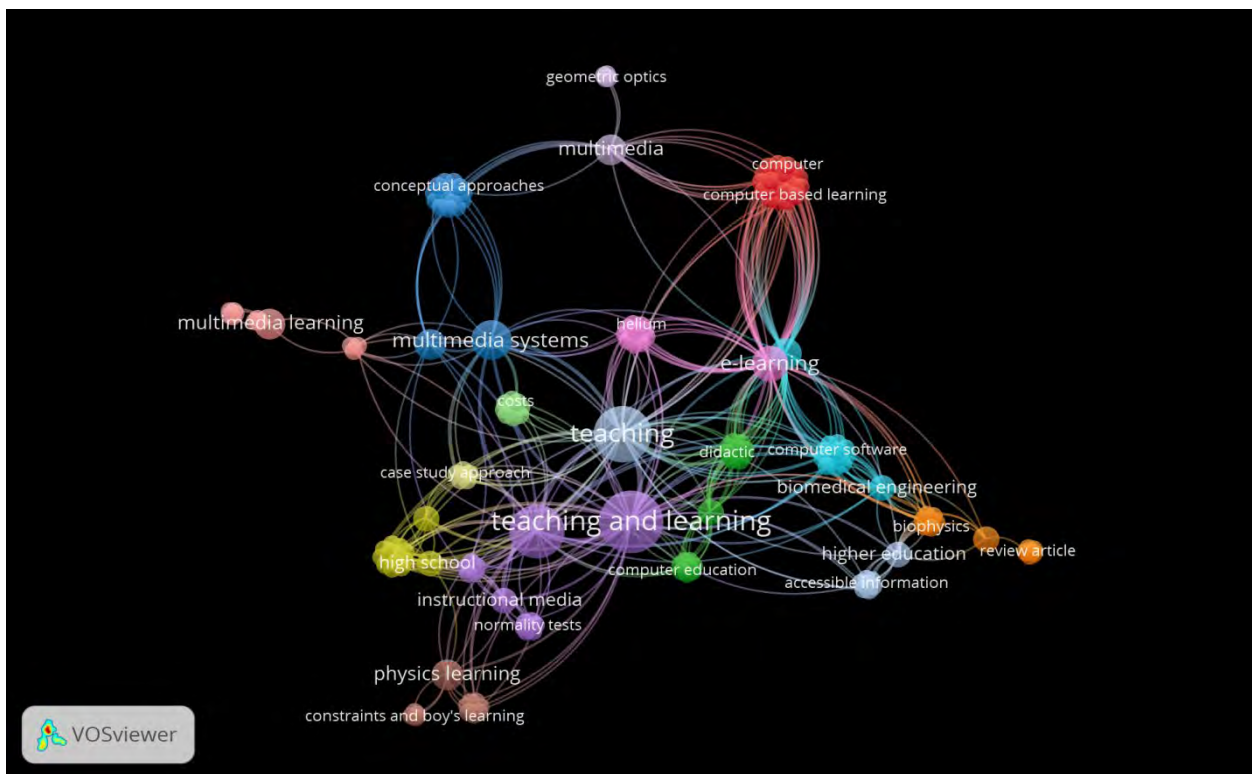 geometric optics
multimedia
computer
conceptual approaches
computer based learning
multimedia learning
helium
multimedia systems
e-learning
costs
teaching
didactic
computer software
case study approach
biomedical engineering
teaching and learning
biophysics
high school
higher education
review article
computer education
accessible information
instructional media
normality tests
physics learning
constraints and boy's learning
VOSviewer